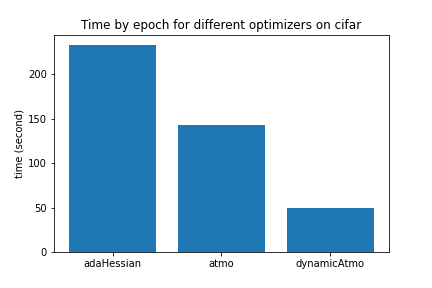 Time by epoch for different optimizers on cifar
200
150
100
50
0
time (second)
adaHessian atmo dynamicAtmo